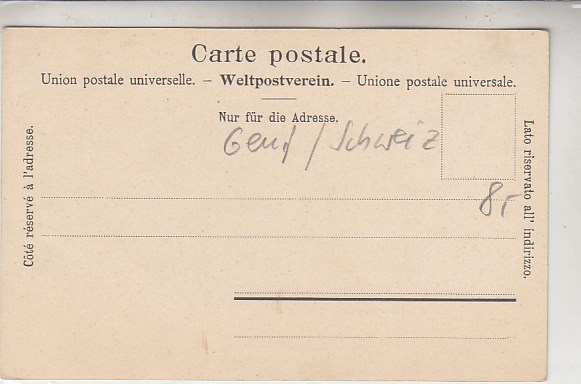 Carte postale.
Union postale universelle. – Weltpostverein. – Unione postale universale.
Nur für die Adresse.
Genf / Schweiz
8,-
Côté réservé à l'adresse.
Lato riservato all' indirizzo.